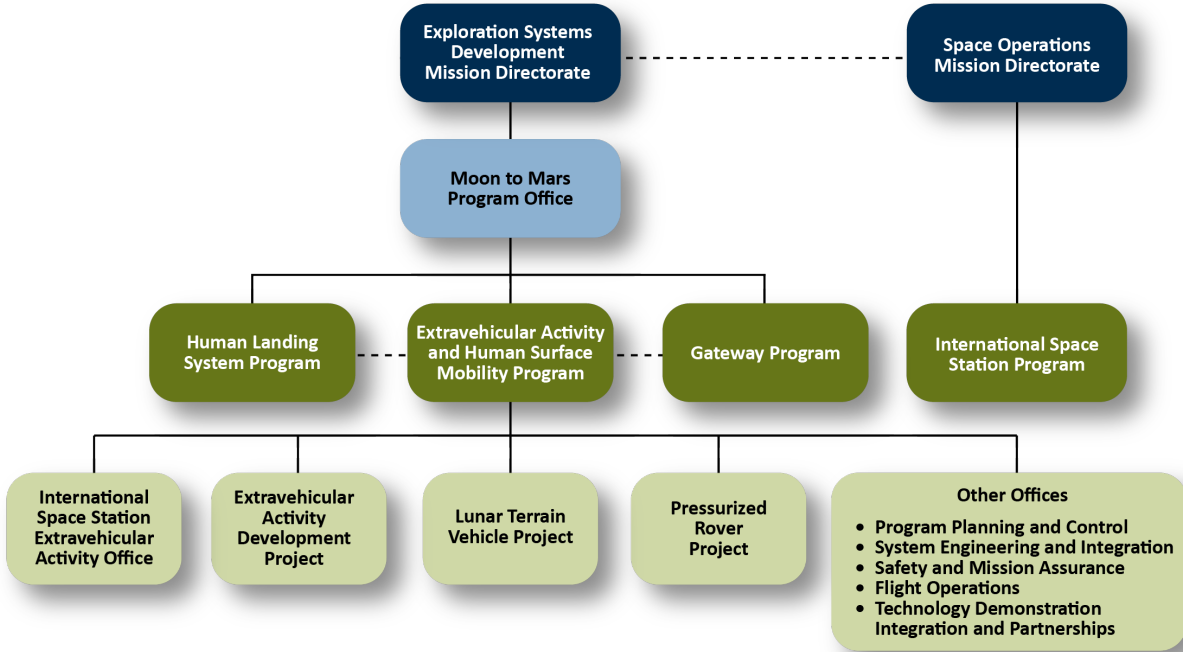 Exploration Systems
Development
Mission Directorate
Space Operations
Mission Directorate
Moon to Mars
Program Office
Human Landing
System Program
Extravehicular Activity
and Human Surface
Mobility Program
Gateway Program
International Space
Station Program
International
Space Station
Extravehicular
Activity Office
Extravehicular
Activity
Development
Project
Lunar Terrain
Vehicle Project
Pressurized
Rover
Project
Other Offices
• Program Planning and Control
• System Engineering and Integration
• Safety and Mission Assurance
• Flight Operations
• Technology Demonstration
Integration and Partnerships